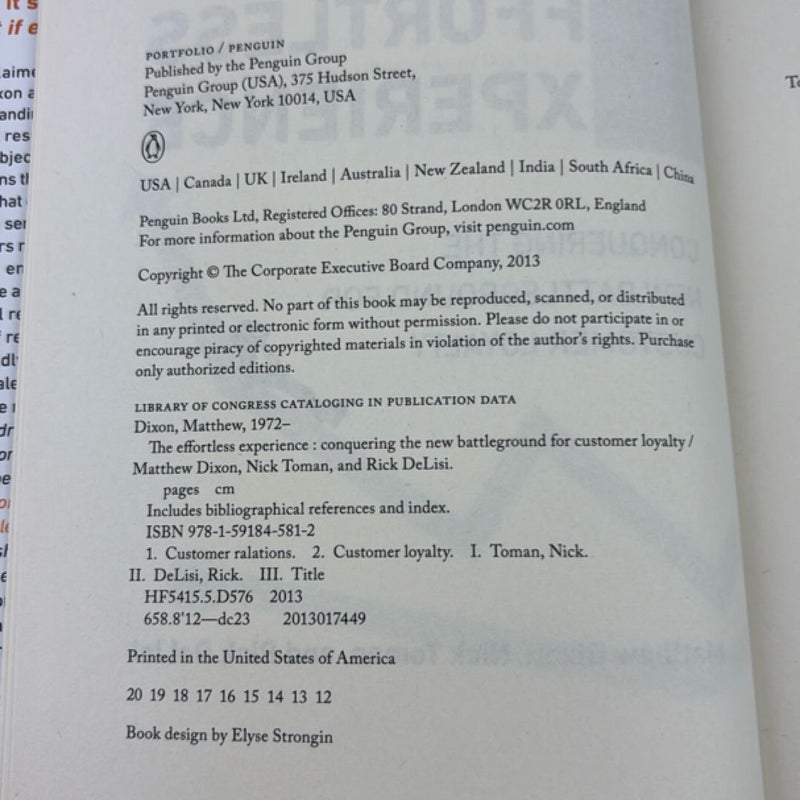 PORTFOLIO / PENGUIN
Published by the Penguin Group
Penguin Group (USA), 375 Hudson Street,
New York, New York 10014, USA
USA | Canada | UK | Ireland | Australia | New Zealand | India | South Africa | China
Penguin Books Ltd, Registered Offices: 80 Strand, London WC2R 0RL, England
For more information about the Penguin Group, visit penguin.com
Copyright © The Corporate Executive Board Company, 2013
All rights reserved. No part of this book may be reproduced, scanned, or distributed
in any printed or electronic form without permission. Please do not participate in or
encourage piracy of copyrighted materials in violation of the author's rights. Purchase
only authorized editions.
LIBRARY OF CONGRESS CATALOGING IN PUBLICATION DATA
Dixon, Matthew, 1972–
The effortless experience : conquering the new battleground for customer loyalty /
Matthew Dixon, Nick Toman, and Rick DeLisi.
pages cm
Includes bibliographical references and index.
ISBN 978-1-59184-581-2
1. Customer ralations. 2. Customer loyalty. I. Toman, Nick.
II. DeLisi, Rick. III. Title
HF5415.5.D576 2013
658.8'12—dc23 2013017449
Printed in the United States of America
20 19 18 17 16 15 14 13 12
Book design by Elyse Strongin